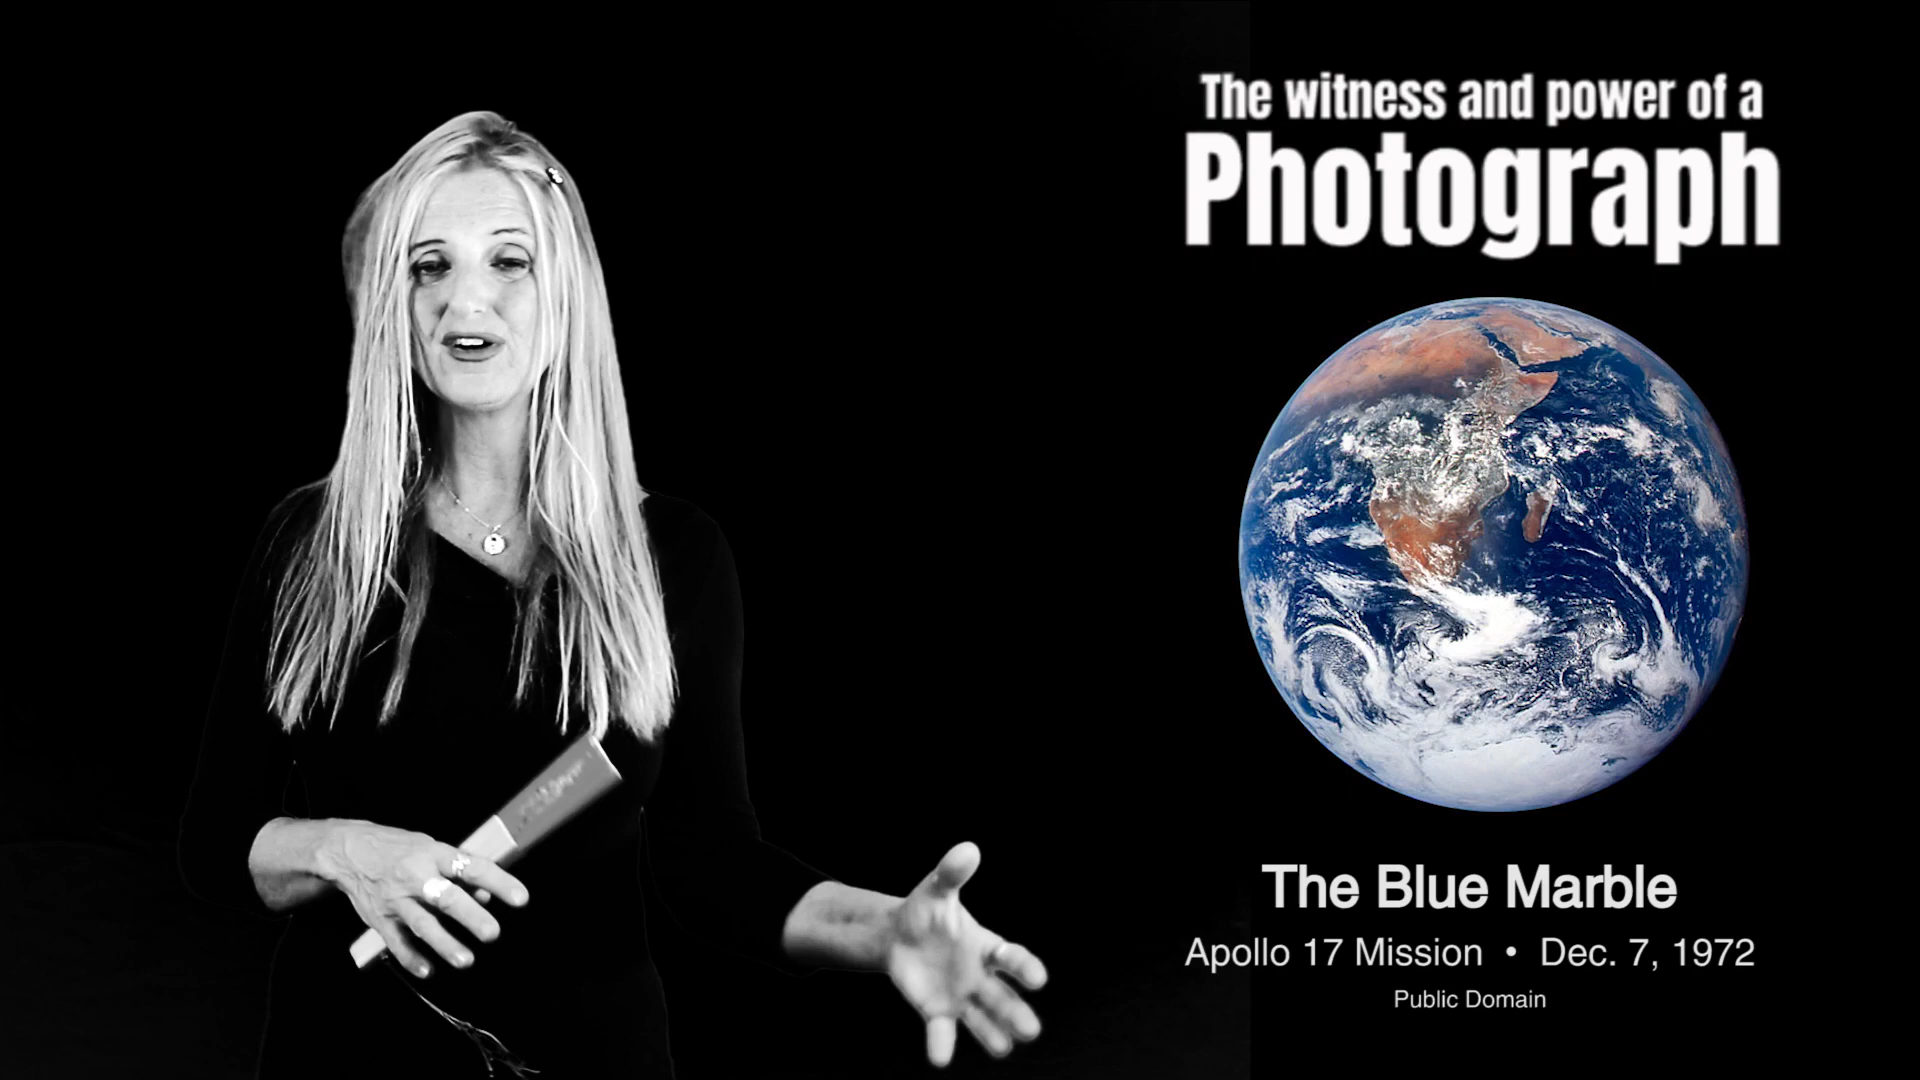 The witness and power of a
Photograph
The Blue Marble
Apollo 17 Mission • Dec. 7, 1972
Public Domain